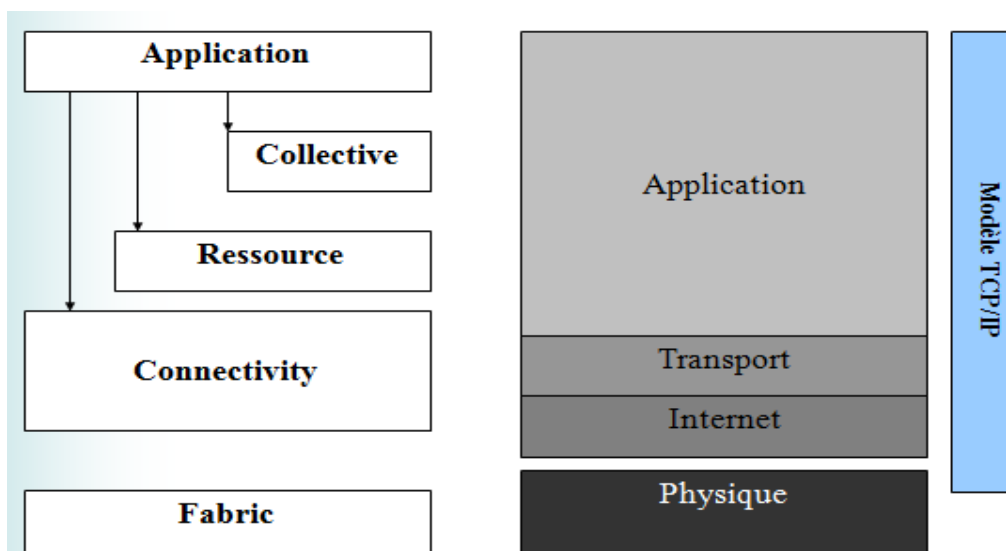 Application
Collective
Ressource
Connectivity
Fabric
Application
Transport
Internet
Physique
Modèle TCP/IP